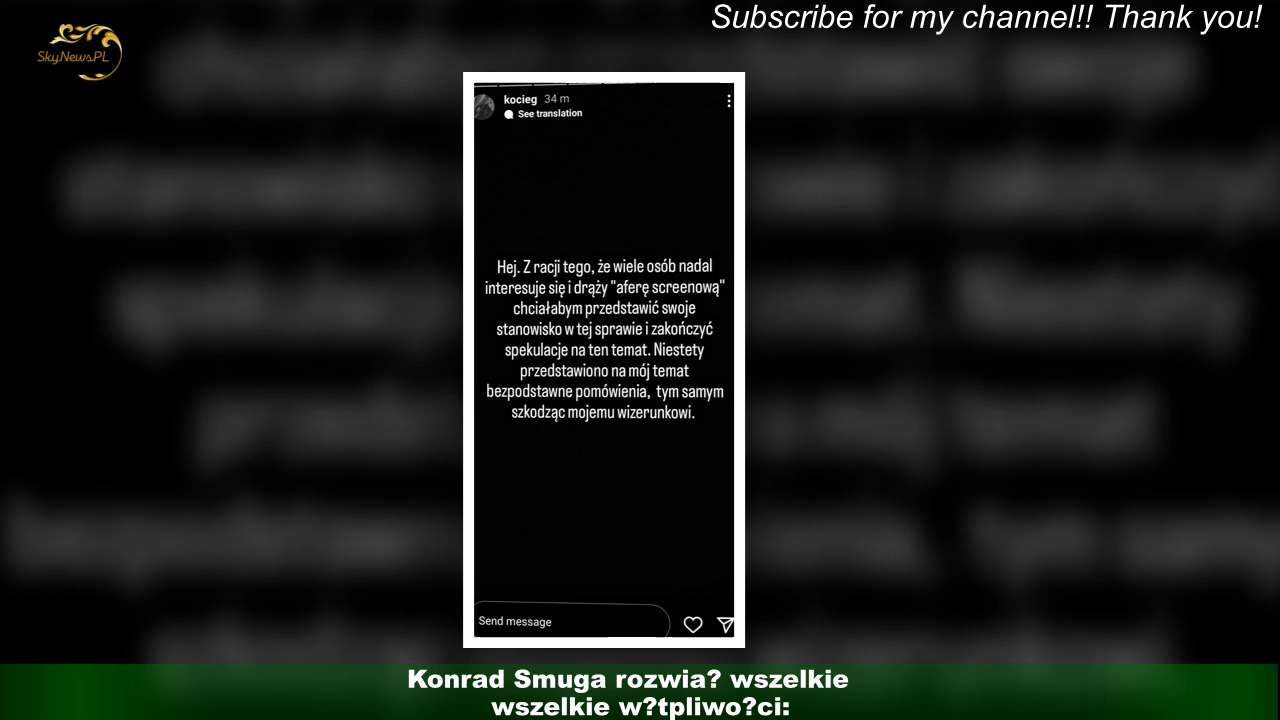 Subscribe for my channel!! Thank you!
SkyNewsPL
kocieg 34 m
See translation
Hej. Z racji tego, że wiele osób nadal
interesuje się i drąży "aferę screenową"
chciałabym przedstawić swoje
stanowisko w tej sprawie i zakończyć
spekulacje na ten temat. Niestety
przedstawiono na mój temat
bezpodstawne pomówienia, tym samym
szkodząc mojemu wizerunkowi.
Send message
Konrad Smuga rozwia? wszelkie
wszelkie w?tpliwo?ci: